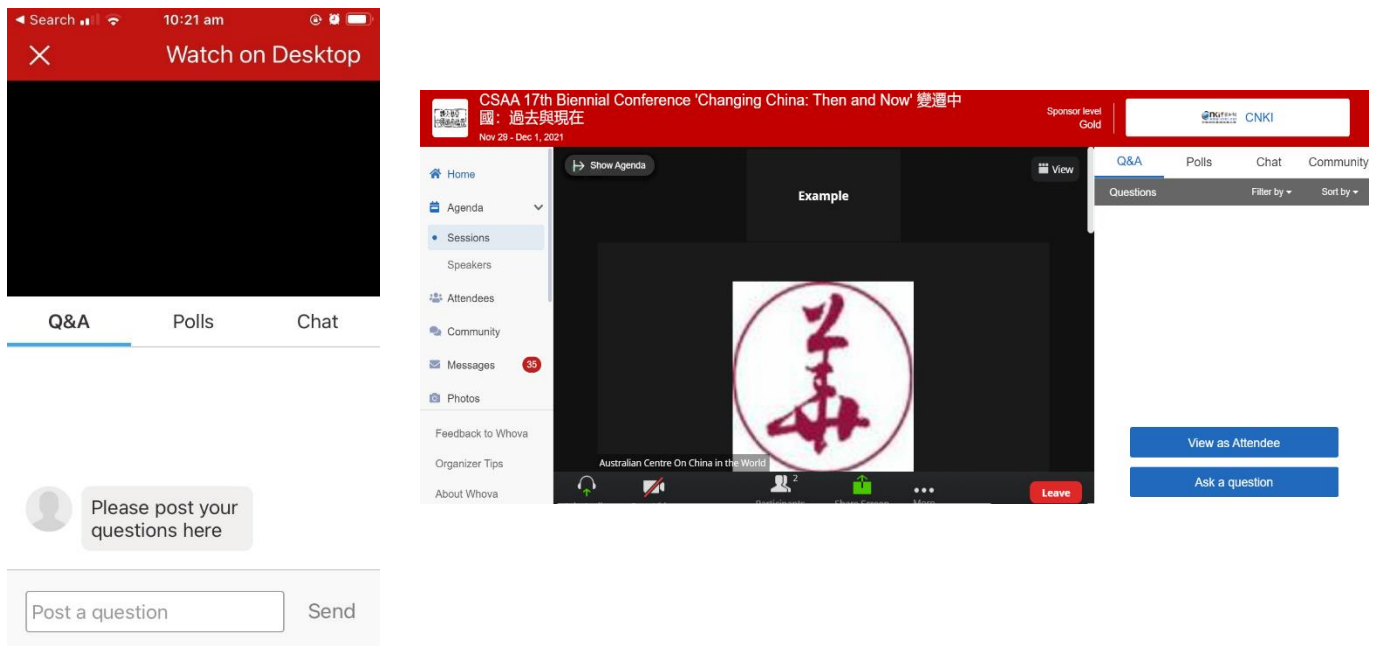 Search
10:21 am
Watch on Desktop
Q&A
Polls
Chat
Please post your
questions here
Post a question
Send
CSAA 17th Biennial Conference 'Changing China: Then and Now' 變遷中
國：過去與現在
Nov 29 - Dec 1, 2021
Sponsor level
Gold
CNKI
Home
Agenda
Sessions
Speakers
Attendees
Community
Messages
35
Photos
Feedback to Whova
Organizer Tips
About Whova
Show Agenda
View
Example
Australian Centre On China in the World
2
Participants
Share Screen
More
Leave
Q&A
Polls
Chat
Community
Questions
Filter by
Sort by
View as Attendee
Ask a question